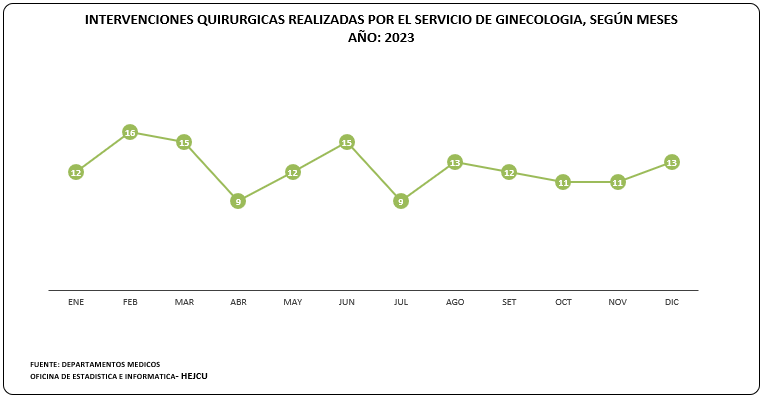 INTERVENCIONES QUIRURGICAS REALIZADAS POR EL SERVICIO DE GINECOLOGIA, SEGÚN MESES
AÑO: 2023
12 16 15 9 12 15 9 13 12 11 11 13
ENE FEB MAR ABR MAY JUN JUL AGO SET OCT NOV DIC
FUENTE: DEPARTAMENTOS MEDICOS
OFICINA DE ESTADISTICA E INFORMATICA- HEJCU